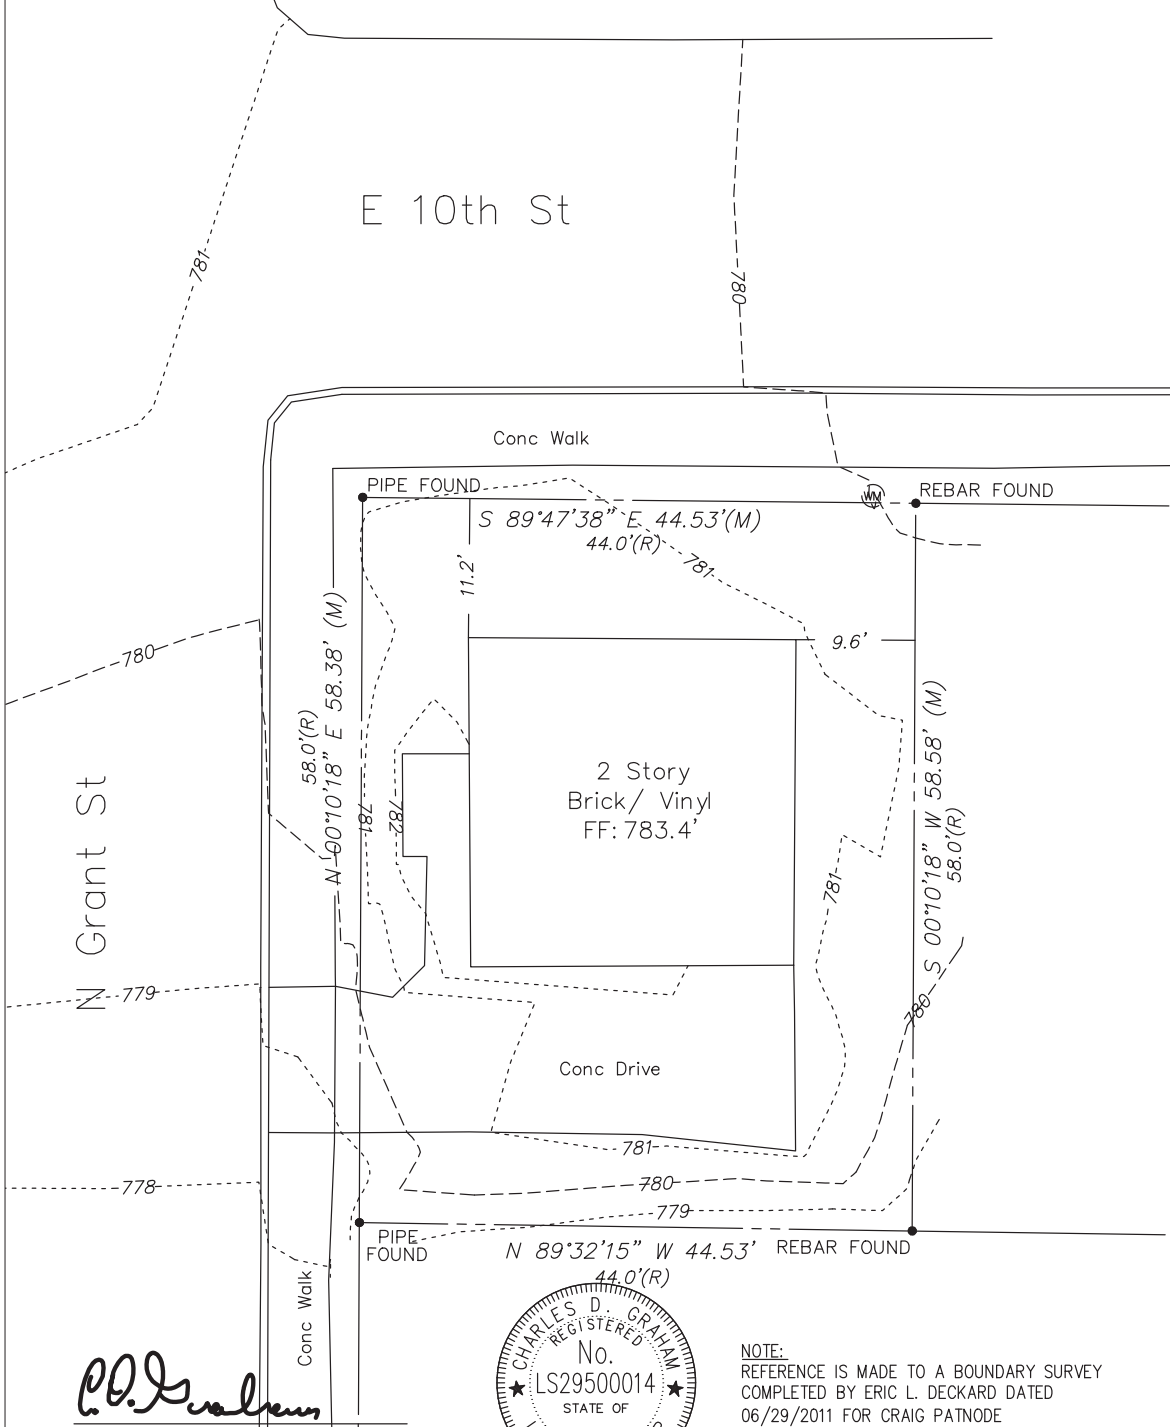 E 10th St
781
780
Conc Walk
PIPE FOUND
WM
REBAR FOUND
S 89°47'38" E 44.53'(M)
44.0'(R)
11.2'
781
9.6'
780
N 00°10'18" E 58.38' (M)
58.0'(R)
S 00°10'18" W 58.58' (M)
58.0'(R)
2 Story
Brick/ Vinyl
FF: 783.4'
781
782
781
N Grant St
779
780
Conc Drive
781
778
780
779
PIPE
FOUND
N 89°32'15" W 44.53'
REBAR FOUND
44.0'(R)
Conc Walk
CHARLES D. GRAHAM
REGISTERED
No.
LS29500014
STATE OF
NOTE:
REFERENCE IS MADE TO A BOUNDARY SURVEY
COMPLETED BY ERIC L. DECKARD DATED
06/29/2011 FOR CRAIG PATNODE